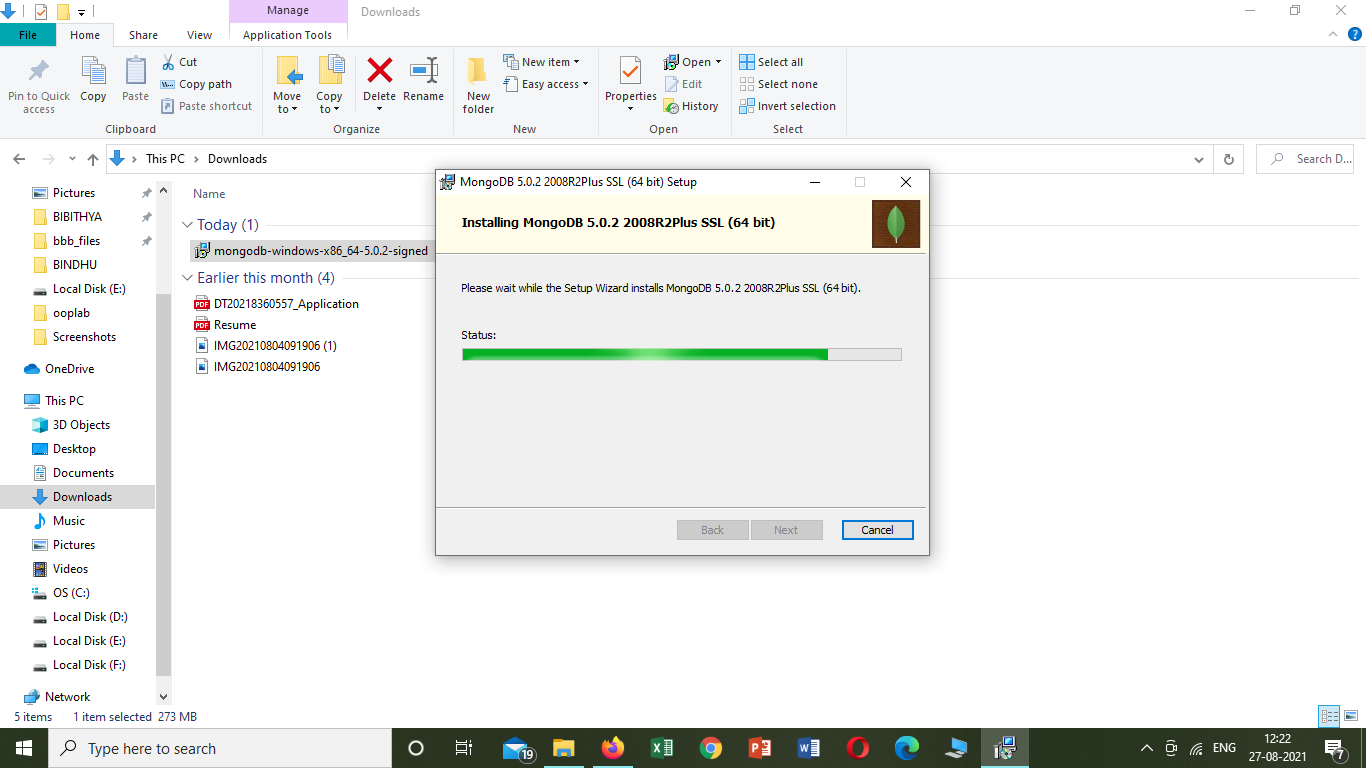 Manage
Downloads
File
Home
Share
View
Application Tools
Pin to Quick access
Copy
Paste
Cut
Copy path
Paste shortcut
Clipboard
Move to
Copy to
Delete
Rename
Organize
New folder
New item
Easy access
New
Properties
Open
Edit
History
Open
Select all
Select none
Invert selection
Select
This PC
Downloads
Search D...
Pictures
BIBITHYA
bbb_files
BINDHU
Local Disk (E:)
ooplab
Screenshots
OneDrive
This PC
3D Objects
Desktop
Documents
Downloads
Music
Pictures
Videos
OS (C:)
Local Disk (D:)
Local Disk (E:)
Local Disk (F:)
Network
Name
Today (1)
mongodb-windows-x86_64-5.0.2-signed
Earlier this month (4)
PDF DT20218360557_Application
PDF Resume
IMG20210804091906 (1)
IMG20210804091906
MongoDB 5.0.2 2008R2Plus SSL (64 bit) Setup
Installing MongoDB 5.0.2 2008R2Plus SSL (64 bit)
Please wait while the Setup Wizard installs MongoDB 5.0.2 2008R2Plus SSL (64 bit).
Status:
Back
Next
Cancel
5 items
1 item selected 273 MB
Type here to search
19
ENG
12:22
27-08-2021
7